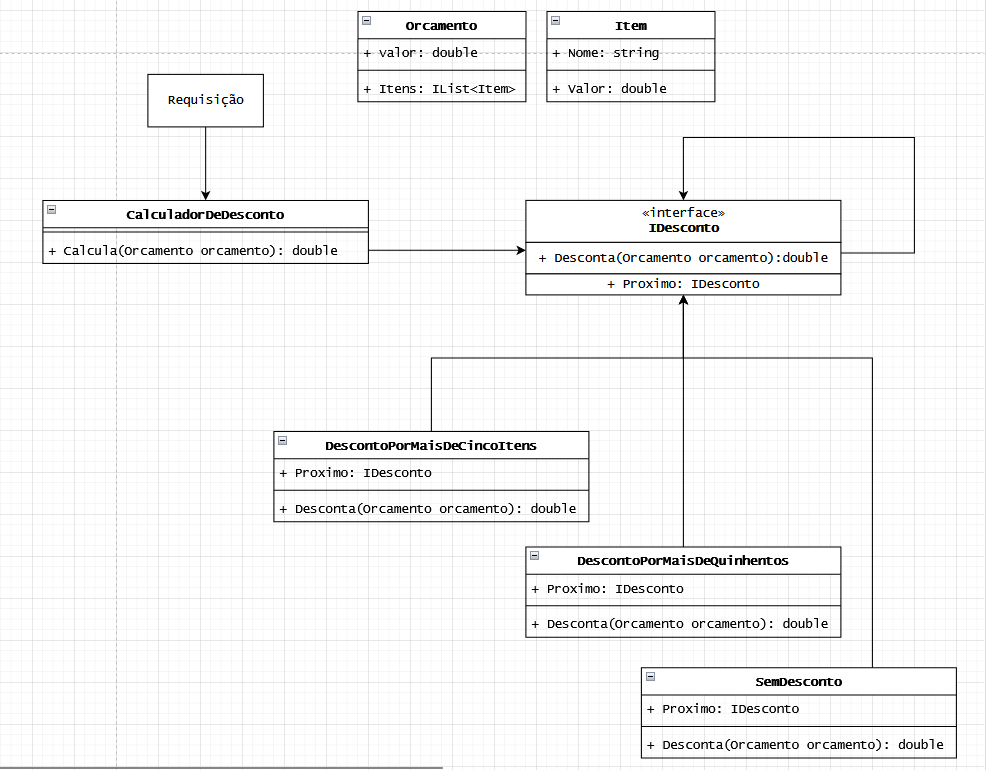 Orcamento
+ valor: double
+ Itens: IList<Item>
Item
+ Nome: string
+ Valor: double
Requisição
CalculadorDeDesconto
+ Calcula(Orcamento orcamento): double
«interface»
IDesconto
+ Desconta(Orcamento orcamento):double
+ Proximo: IDesconto
DescontoPorMaisDeCincoItens
+ Proximo: IDesconto
+ Desconta(Orcamento orcamento): double
DescontoPorMaisDeQuinhentos
+ Proximo: IDesconto
+ Desconta(Orcamento orcamento): double
SemDesconto
+ Proximo: IDesconto
+ Desconta(Orcamento orcamento): double